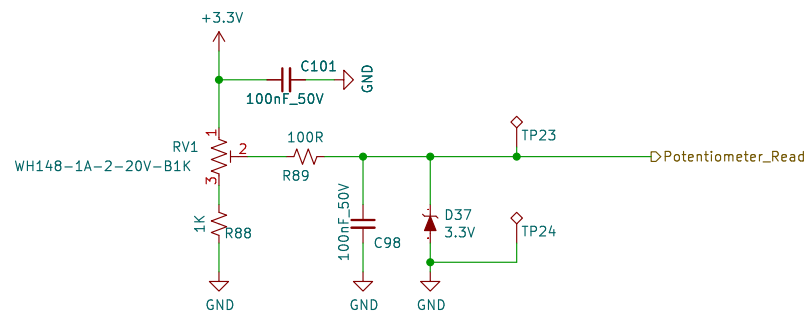 +3.3V
C101
GND
100nF_50V
TP23
1
RV1
2
100R
Potentiometer_Read
WH148-1A-2-20V-B1K
3
R89
1K
R88
100nF_50V
C98
D37
3.3V
TP24
GND
GND
GND